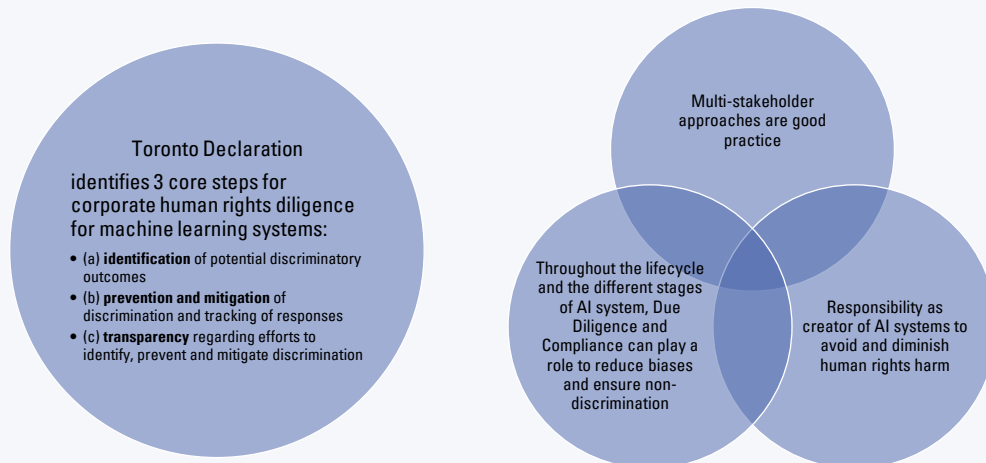 Toronto Declaration
identifies 3 core steps for
corporate human rights diligence
for machine learning systems:
• (a) identification of potential discriminatory
outcomes
• (b) prevention and mitigation of
discrimination and tracking of responses
• (c) transparency regarding efforts to
identify, prevent and mitigate discrimination
Multi-stakeholder
approaches are good
practice
Throughout the lifecycle
and the different stages
of AI system, Due
Diligence and
Compliance can play a
role to reduce biases
and ensure non-
discrimination
Responsibility as
creator of AI systems to
avoid and diminish
human rights harm